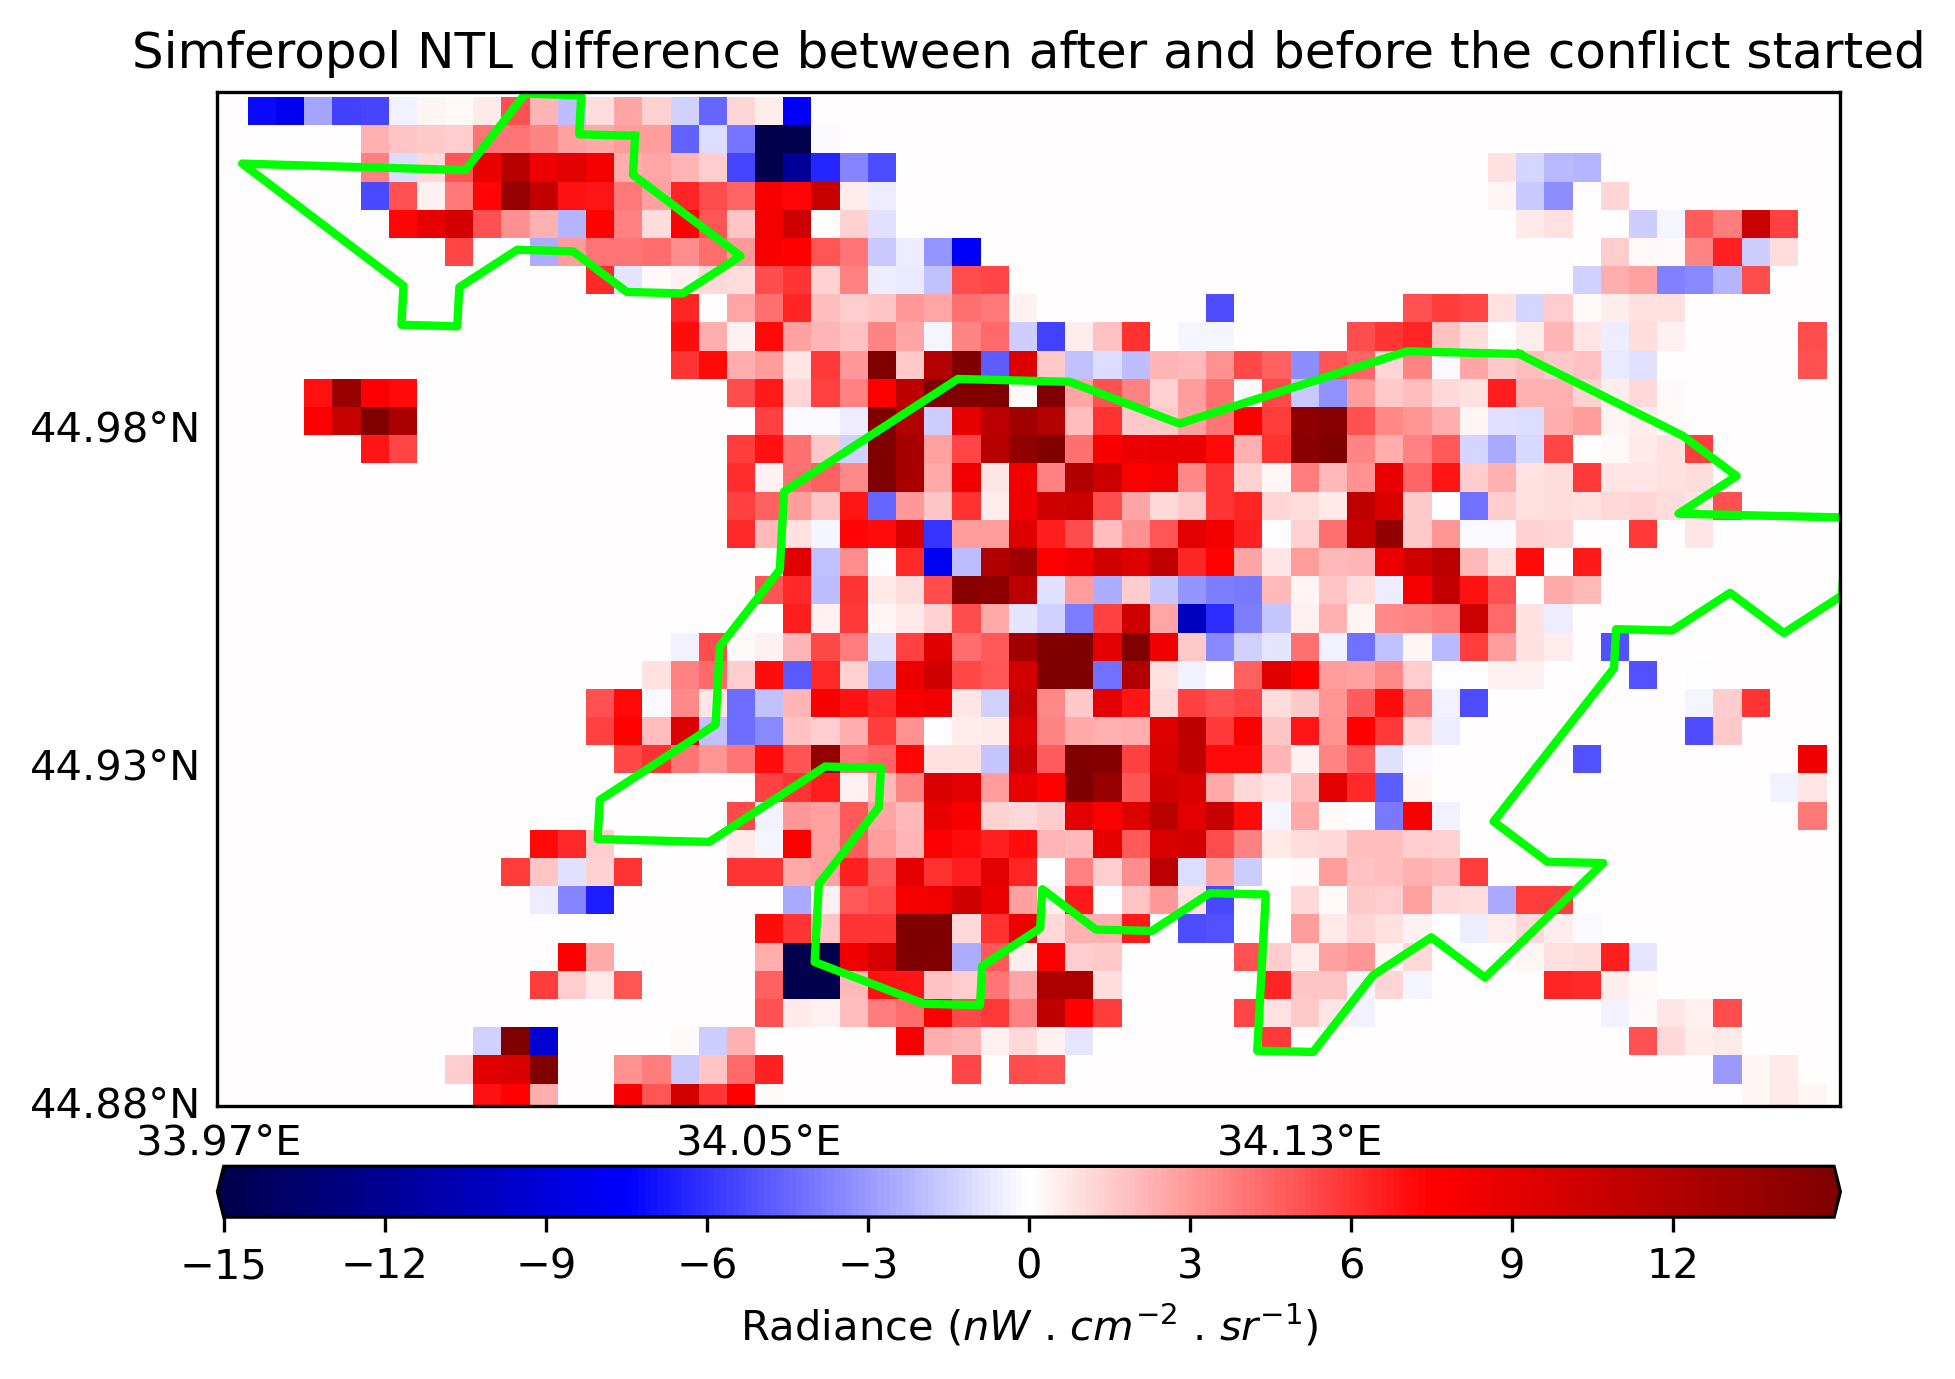 Simferopol NTL difference between after and before the conflict started
44.98°N
44.93°N
44.88°N
33.97°E 34.05°E 34.13°E
−15 −12 −9 −6 −3 0 3 6 9 12
Radiance (nW . cm⁻² . sr⁻¹)